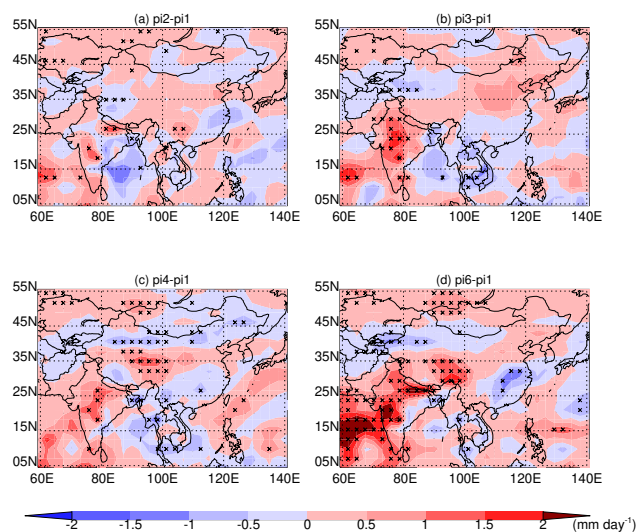 (a) pi2-pi1
(b) pi3-pi1
55N 55N
45N 45N
35N 35N
25N 25N
15N 15N
05N 05N
60E 80E 100E 120E 140E 60E 80E 100E 120E 140E
(c) pi4-pi1
(d) pi6-pi1
55N 55N
45N 45N
35N 35N
25N 25N
15N 15N
05N 05N
60E 80E 100E 120E 140E 60E 80E 100E 120E 140E
-2 -1.5 -1 -0.5 0 0.5 1 1.5 2 (mm day⁻¹)